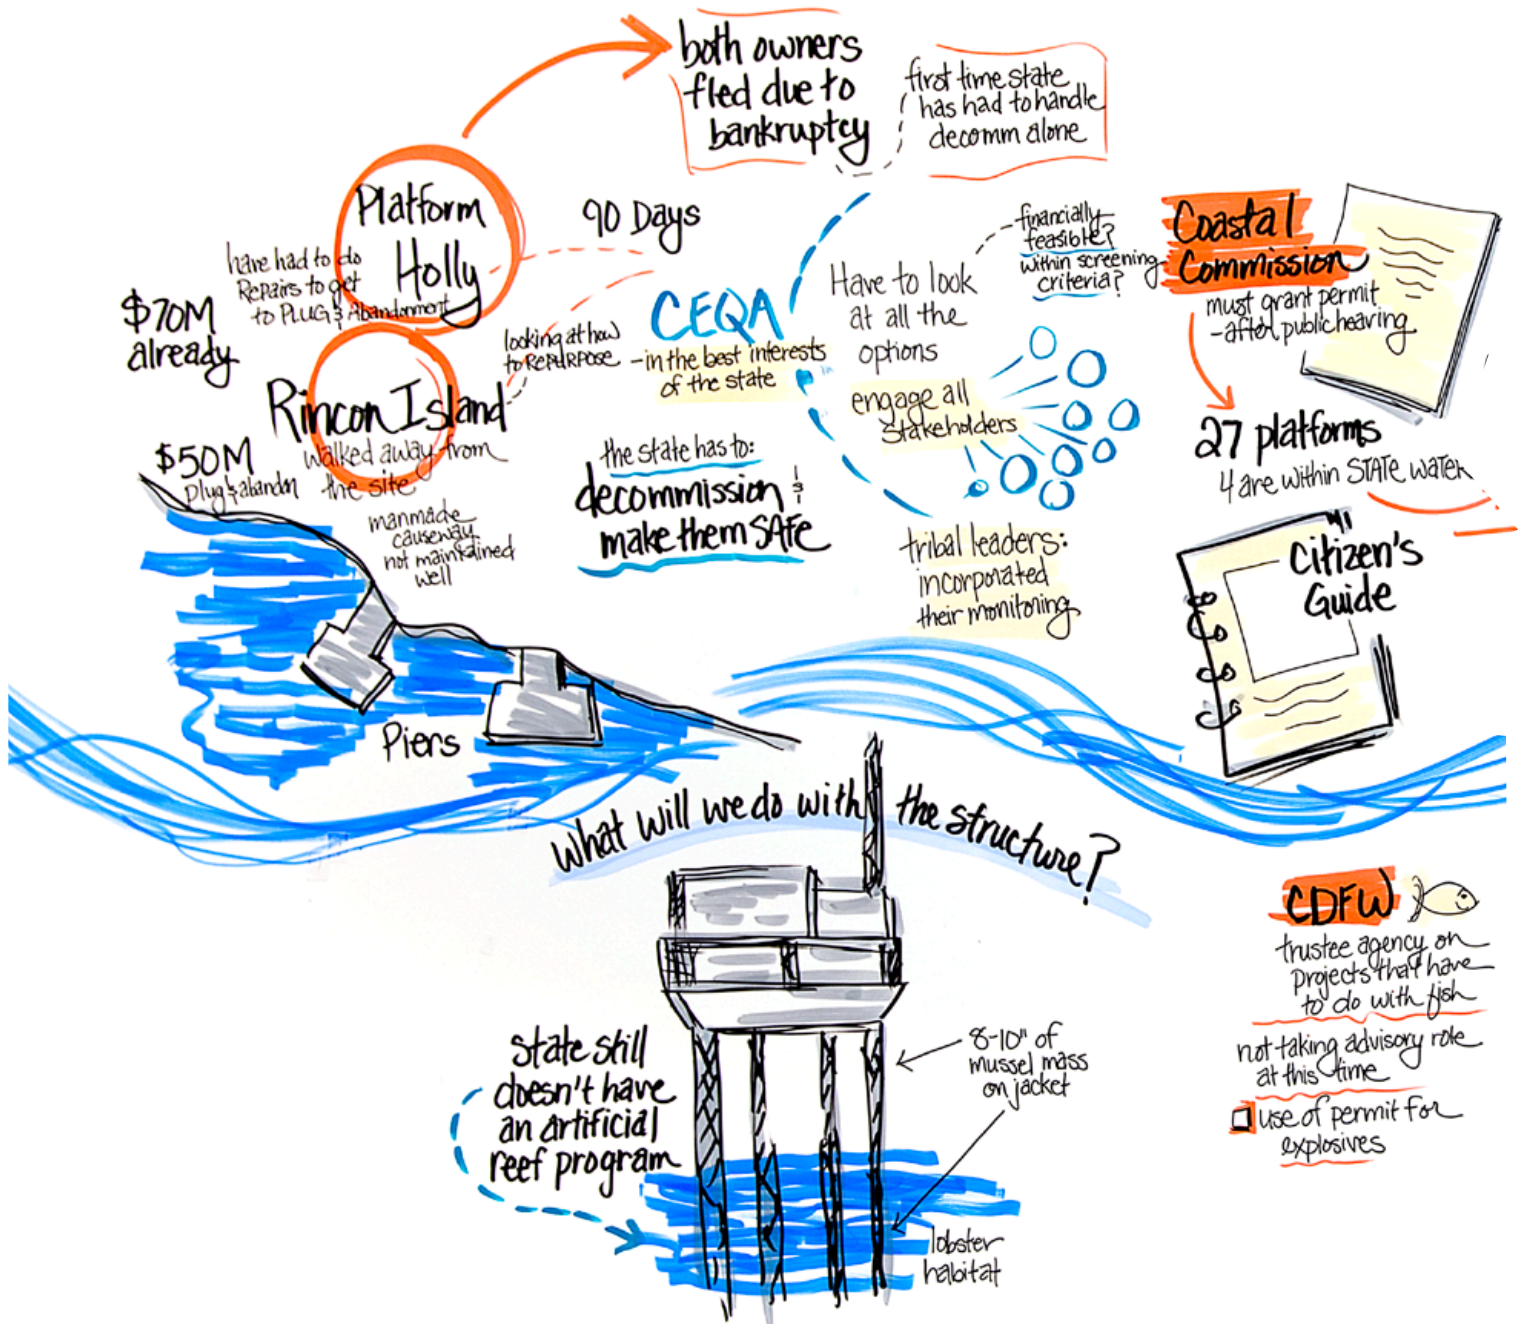 both owners
fled due to
bankruptcy
first time state
has had to handle
decomm alone
Platform
Holly
90 Days
have had to do
Repairs to get
to PLUG & Abandonment
$70M
already
looking at how
to REPURPOSE
Rincon Island
walked away from
the site
$50M
plug & abandon
manmade
causeway
not maintained
well
Piers
CEQA
-in the best interests
of the state
the state has to:
decommission &
make them SAFE
Have to look
at all the
options
financially
feasible?
within screening
criteria?
engage all
stakeholders
tribal leaders:
incorporated
their monitoring
Coastal
Commission
must grant permit
-after public hearing
27 platforms
4 are within STATE water
Citizen's
Guide
What will we do with the structure?
State still
doesn't have
an artificial
reef program
8-10" of
mussel mass
on jacket
lobster
habitat
CDFW
trustee agency on
projects that have
to do with fish
not taking advisory role
at this time
use of permit for
explosives